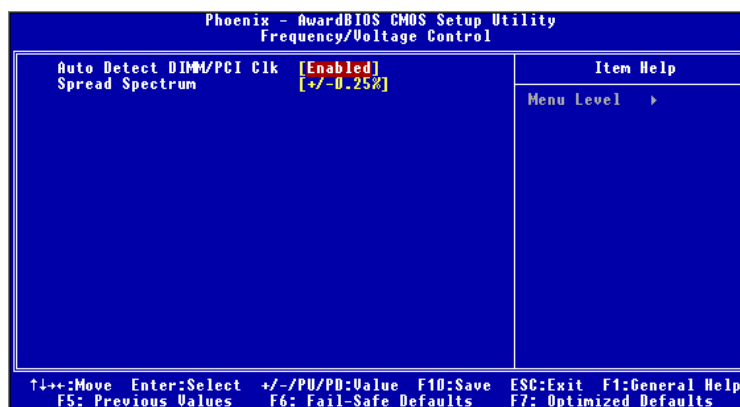 Phoenix - AwardBIOS CMOS Setup Utility
Frequency/Voltage Control
Auto Detect DIMM/PCI Clk [Enabled]
Spread Spectrum [+/-0.25%]
Item Help
Menu Level ▸
↑↓→←:Move Enter:Select +/-/PU/PD:Value F10:Save ESC:Exit F1:General Help
F5: Previous Values F6: Fail-Safe Defaults F7: Optimized Defaults